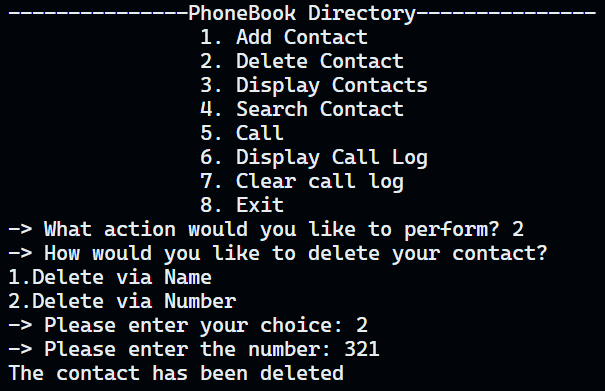 ---------------PhoneBook Directory---------------
1. Add Contact
2. Delete Contact
3. Display Contacts
4. Search Contact
5. Call
6. Display Call Log
7. Clear call log
8. Exit
-> What action would you like to perform? 2
-> How would you like to delete your contact?
1.Delete via Name
2.Delete via Number
-> Please enter your choice: 2
-> Please enter the number: 321
The contact has been deleted